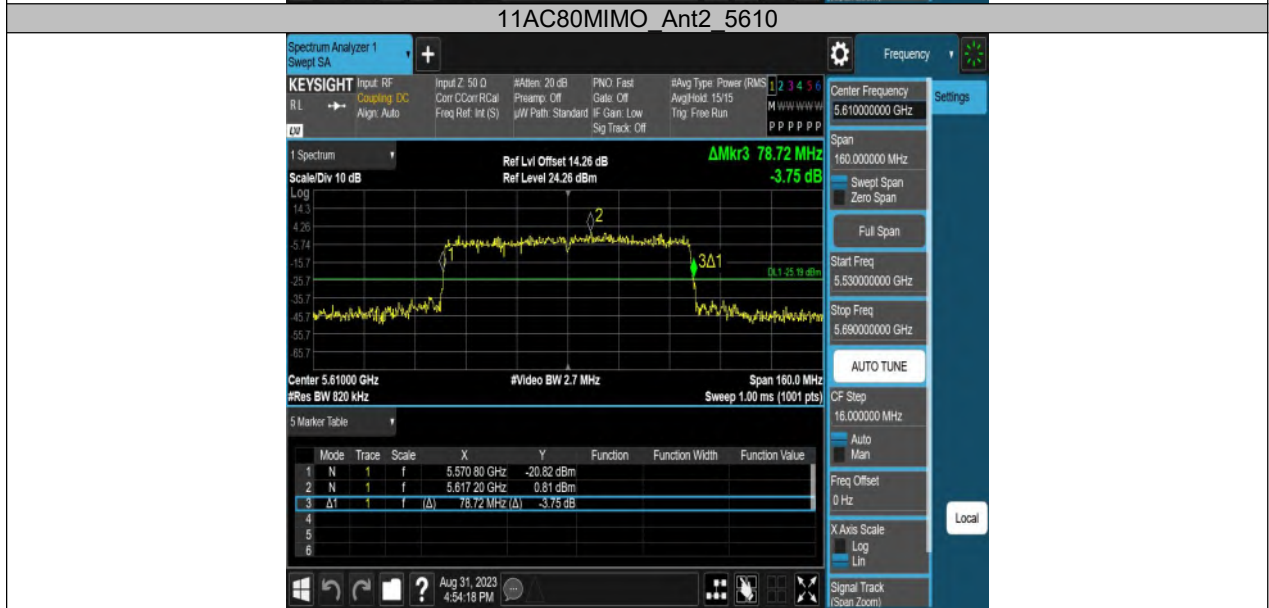 11AC80MIMO_Ant2_5610
Spectrum Analyzer 1
Swept SA
+
Frequency
KEYSIGHT Input: RF Input Z: 50 Ω #Atten: 20 dB PNO: Fast #Avg Type: Power (RMS 1 2 3 4 5 6
RL Coupling: DC Corr CCorr RCal Preamp: Off Gate: Off Avg|Hold: 15/15 M W W W W W
Align: Auto Freq Ref: Int (S) µW Path: Standard IF Gain: Low Trig: Free Run
Sig Track: Off P P P P P P
LXI
Center Frequency
5.610000000 GHz
Settings
Span
160.000000 MHz
Swept Span
Zero Span
Full Span
Start Freq
5.530000000 GHz
Stop Freq
5.690000000 GHz
AUTO TUNE
CF Step
16.000000 MHz
Auto
Man
Freq Offset
0 Hz
X Axis Scale
Log
Lin
Local
Signal Track
(Span Zoom)
1 Spectrum
Ref Lvl Offset 14.26 dB
ΔMkr3 78.72 MHz
Scale/Div 10 dB
Ref Level 24.26 dBm
-3.75 dB
Log
14.3
4.26
-5.74
-15.7
-25.7
-35.7
-45.7
-55.7
-65.7
2
1
3Δ1
DL1 -25.19 dBm
Center 5.61000 GHz #Video BW 2.7 MHz Span 160.0 MHz
#Res BW 820 kHz Sweep 1.00 ms (1001 pts)
5 Marker Table
Mode Trace Scale X Y Function Function Width Function Value
1 N 1 f 5.570 80 GHz -20.82 dBm
2 N 1 f 5.617 20 GHz 0.81 dBm
3 Δ1 1 f (Δ) 78.72 MHz (Δ) -3.75 dB
4
5
6
? Aug 31, 2023
4:54:18 PM